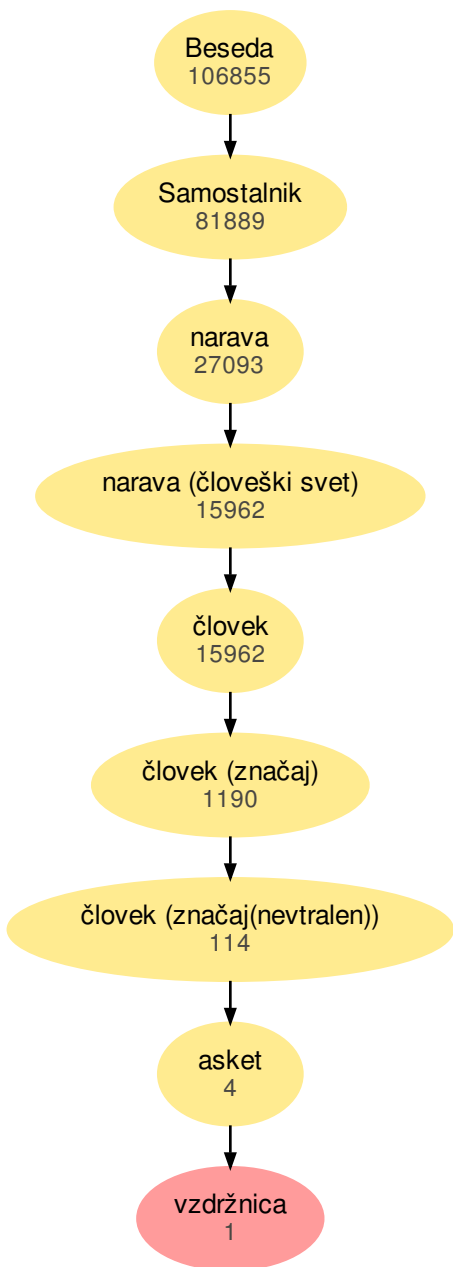 Beseda
106855
Samostalnik
81889
narava
27093
narava (človeški svet)
15962
človek
15962
človek (značaj)
1190
človek (značaj(nevtralen))
114
asket
4
vzdržnica
1